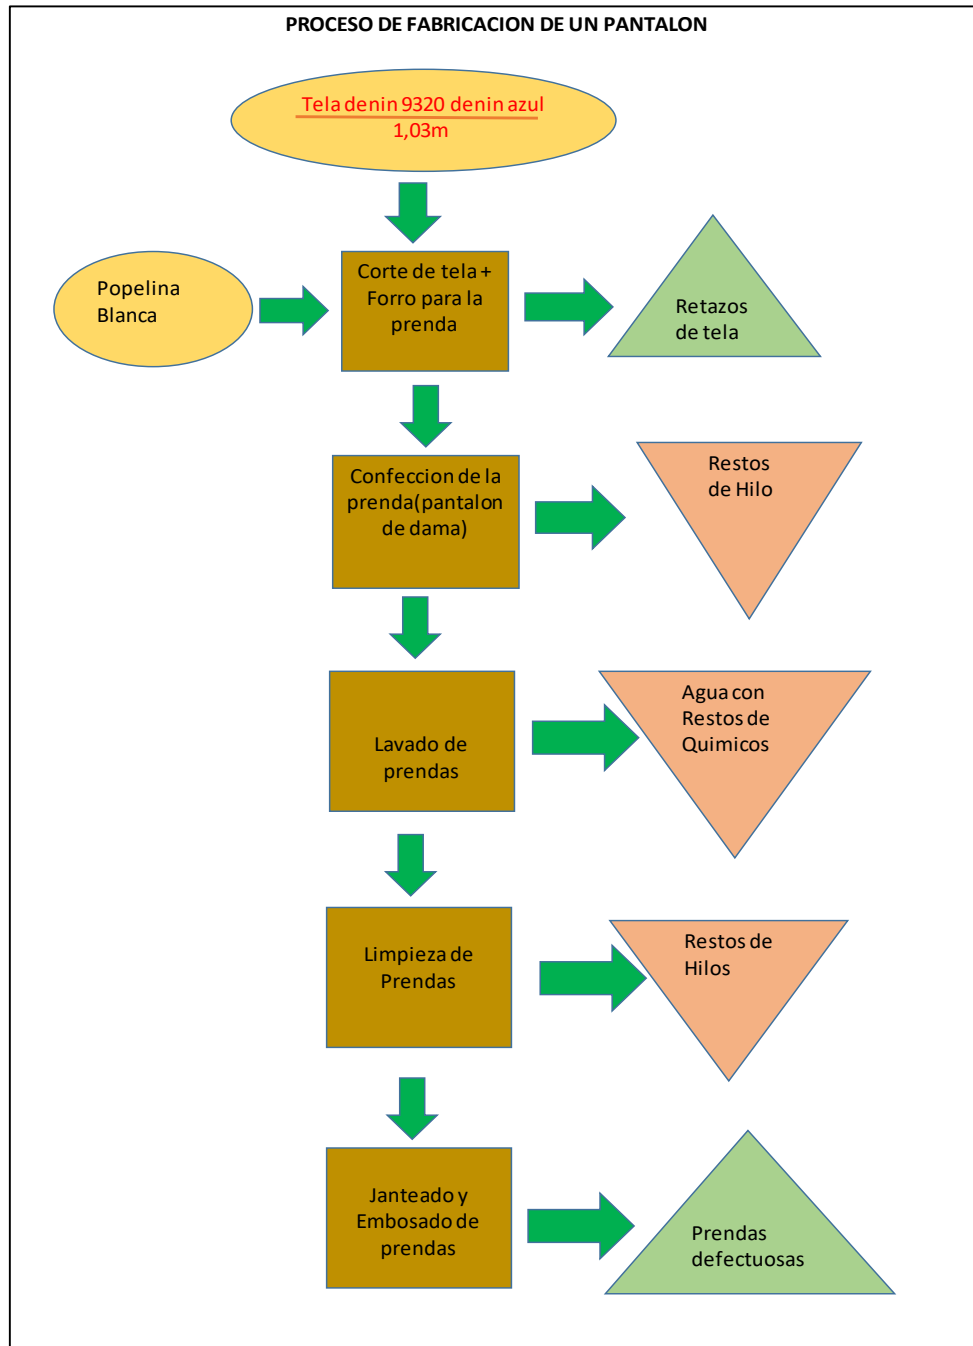 PROCESO DE FABRICACION DE UN PANTALON
Tela denin 9320 denin azul
1,03m
Popelina
Blanca
Corte de tela +
Forro para la
prenda
Retazos
de tela
Confeccion de la
prenda(pantalon
de dama)
Restos
de Hilo
Lavado de
prendas
Agua con
Restos de
Quimicos
Limpieza de
Prendas
Restos de
Hilos
Janteado y
Embosado de
prendas
Prendas
defectuosas